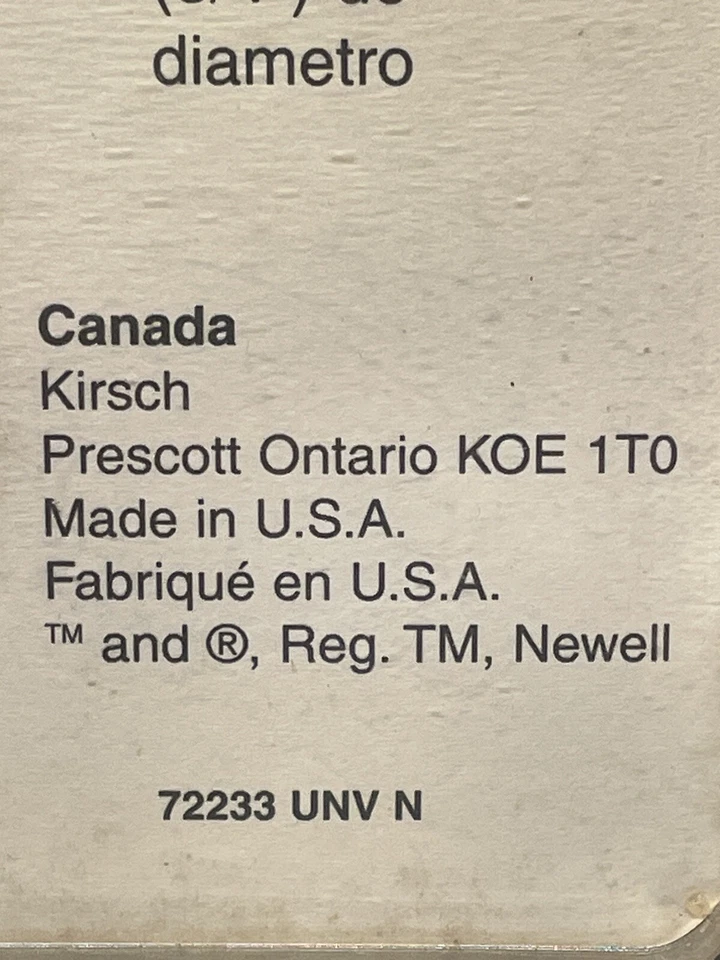 diametro
Canada
Kirsch
Prescott Ontario KOE 1T0
Made in U.S.A.
Fabriqué en U.S.A.
™ and ®, Reg. TM, Newell
72233 UNV N